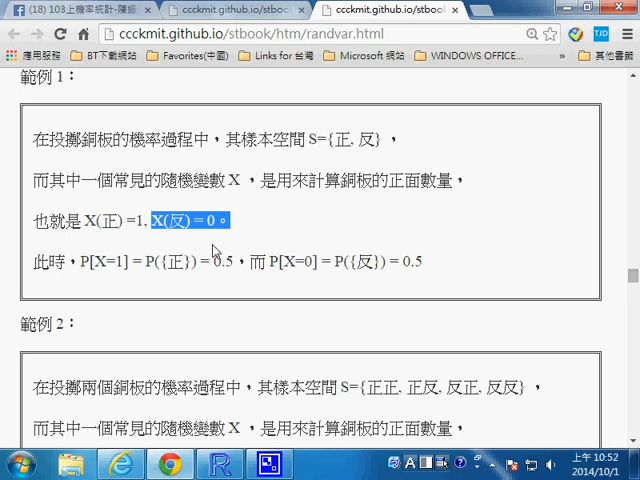 (18) 103上機率統計-陳鍾
ccckmit.github.io/stbook
ccckmit.github.io/stbook
ccckmit.github.io/stbook/htm/randvar.html
應用服務 BT下載網站 Favorites(中國) Links for 台灣 Microsoft 網站 WINDOWS OFFICE... » 其他書籤
範例 1：
在投擲銅板的機率過程中，其樣本空間 S={正, 反} ，
而其中一個常見的隨機變數 X ，是用來計算銅板的正面數量，
也就是 X(正) =1, X(反) = 0。
此時，P[X=1] = P({正}) = 0.5，而 P[X=0] = P({反}) = 0.5
範例 2：
在投擲兩個銅板的機率過程中，其樣本空間 S={正正, 正反, 反正, 反反} ，
而其中一個常見的隨機變數 X ，是用來計算銅板的正面數量，
上午 10:52
2014/10/1